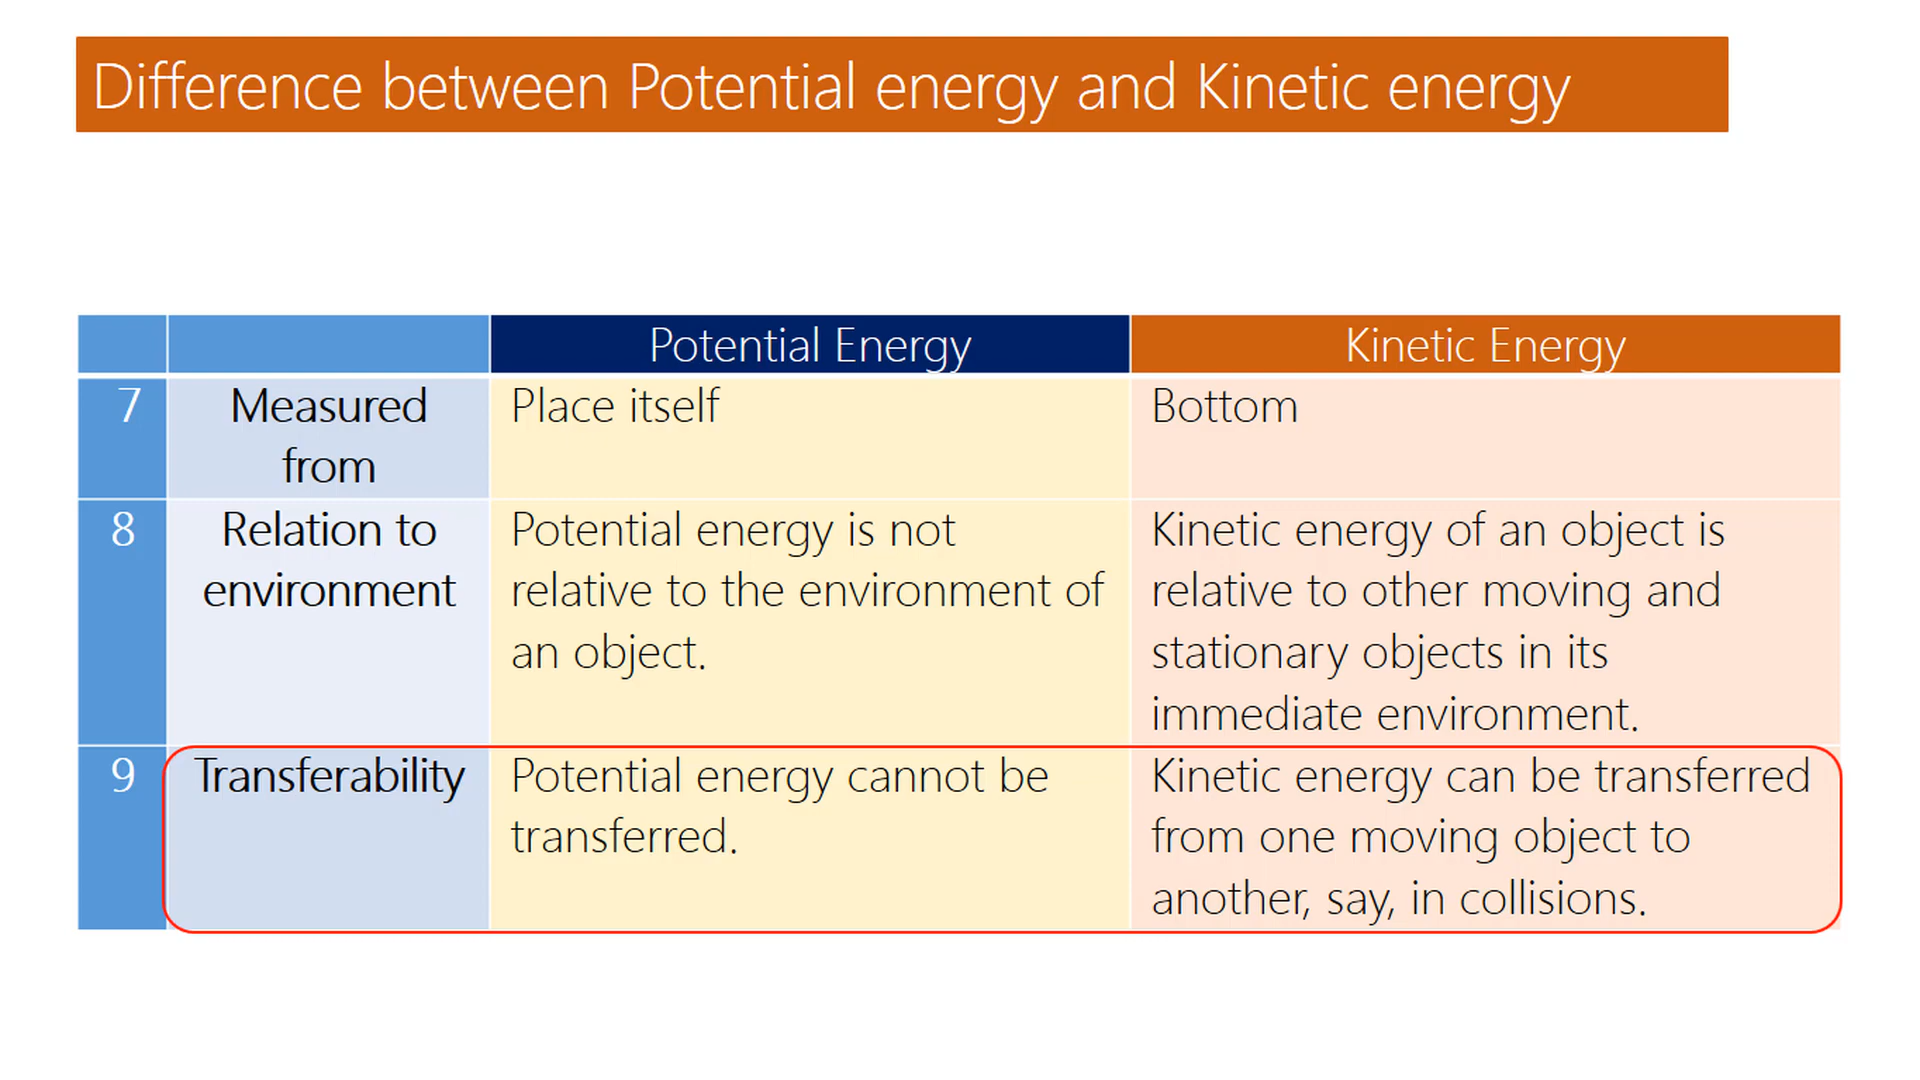 Difference between Potential energy and Kinetic energy
Potential Energy Kinetic Energy
7 Measured Place itself Bottom
from
8 Relation to Potential energy is not Kinetic energy of an object is
environment relative to the environment of relative to other moving and
an object. stationary objects in its
immediate environment.
9 Transferability Potential energy cannot be Kinetic energy can be transferred
transferred. from one moving object to
another, say, in collisions.